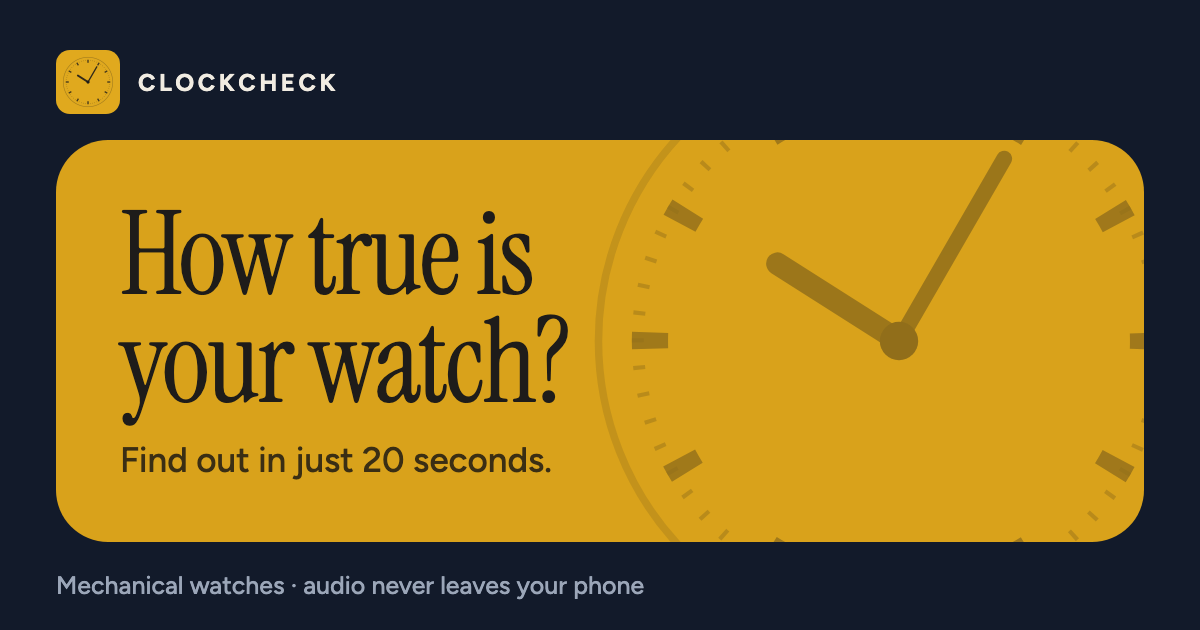 CLOCKCHECK
How true is
your watch?
Find out in just 20 seconds.
Mechanical watches · audio never leaves your phone